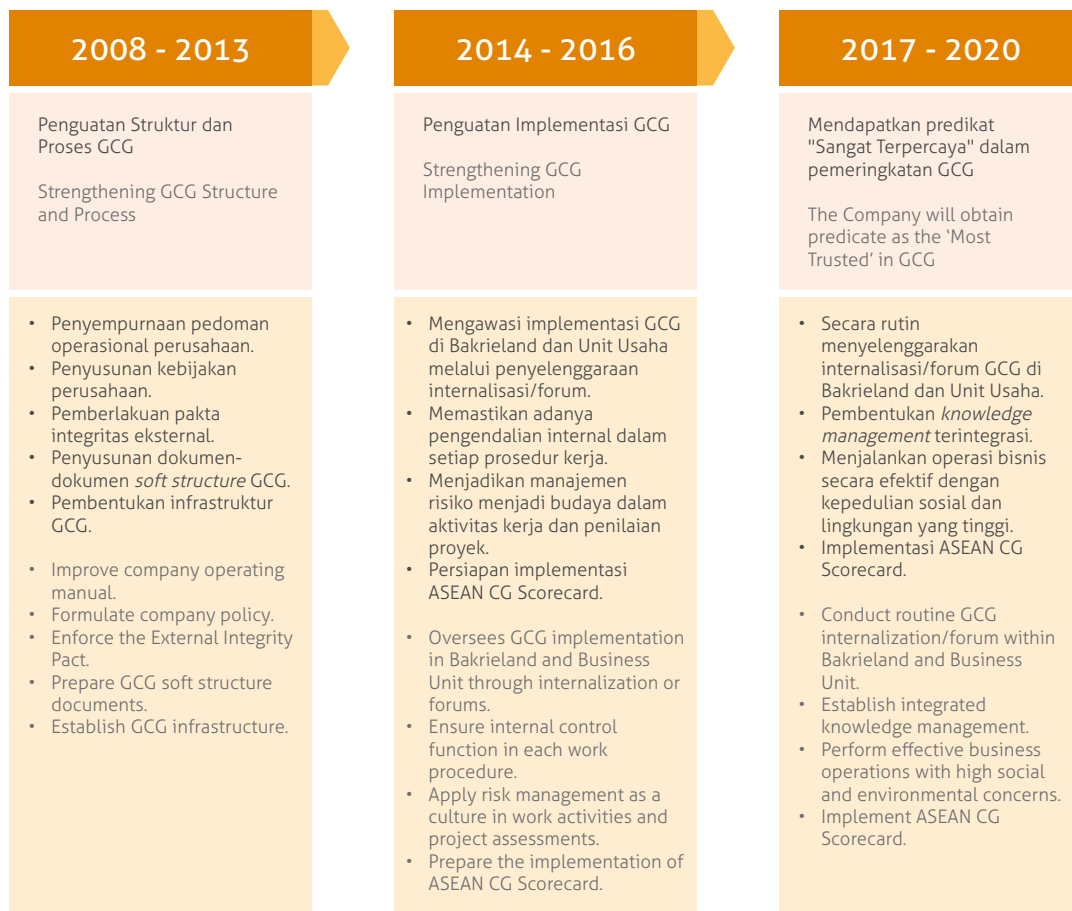 2008 - 2013
Penguatan Struktur dan
Proses GCG
Strengthening GCG Structure
and Process
• Penyempurnaan pedoman
operasional perusahaan.
• Penyusunan kebijakan
perusahaan.
• Pemberlakuan pakta
integritas eksternal.
• Penyusunan dokumen-
dokumen soft structure GCG.
• Pembentukan infrastruktur
GCG.
• Improve company operating
manual.
• Formulate company policy.
• Enforce the External Integrity
Pact.
• Prepare GCG soft structure
documents.
• Establish GCG infrastructure.
2014 - 2016
Penguatan Implementasi GCG
Strengthening GCG
Implementation
• Mengawasi implementasi GCG
di Bakrieland dan Unit Usaha
melalui penyelenggaraan
internalisasi/forum.
• Memastikan adanya
pengendalian internal dalam
setiap prosedur kerja.
• Menjadikan manajemen
risiko menjadi budaya dalam
aktivitas kerja dan penilaian
proyek.
• Persiapan implementasi
ASEAN CG Scorecard.
• Oversees GCG implementation
in Bakrieland and Business
Unit through internalization or
forums.
• Ensure internal control
function in each work
procedure.
• Apply risk management as a
culture in work activities and
project assessments.
• Prepare the implementation of
ASEAN CG Scorecard.
2017 - 2020
Mendapatkan predikat
"Sangat Terpercaya" dalam
pemeringkatan GCG
The Company will obtain
predicate as the ‘Most
Trusted’ in GCG
• Secara rutin
menyelenggarakan
internalisasi/forum GCG di
Bakrieland dan Unit Usaha.
• Pembentukan knowledge
management terintegrasi.
• Menjalankan operasi bisnis
secara efektif dengan
kepedulian sosial dan
lingkungan yang tinggi.
• Implementasi ASEAN CG
Scorecard.
• Conduct routine GCG
internalization/forum within
Bakrieland and Business
Unit.
• Establish integrated
knowledge management.
• Perform effective business
operations with high social
and environmental concerns.
• Implement ASEAN CG
Scorecard.